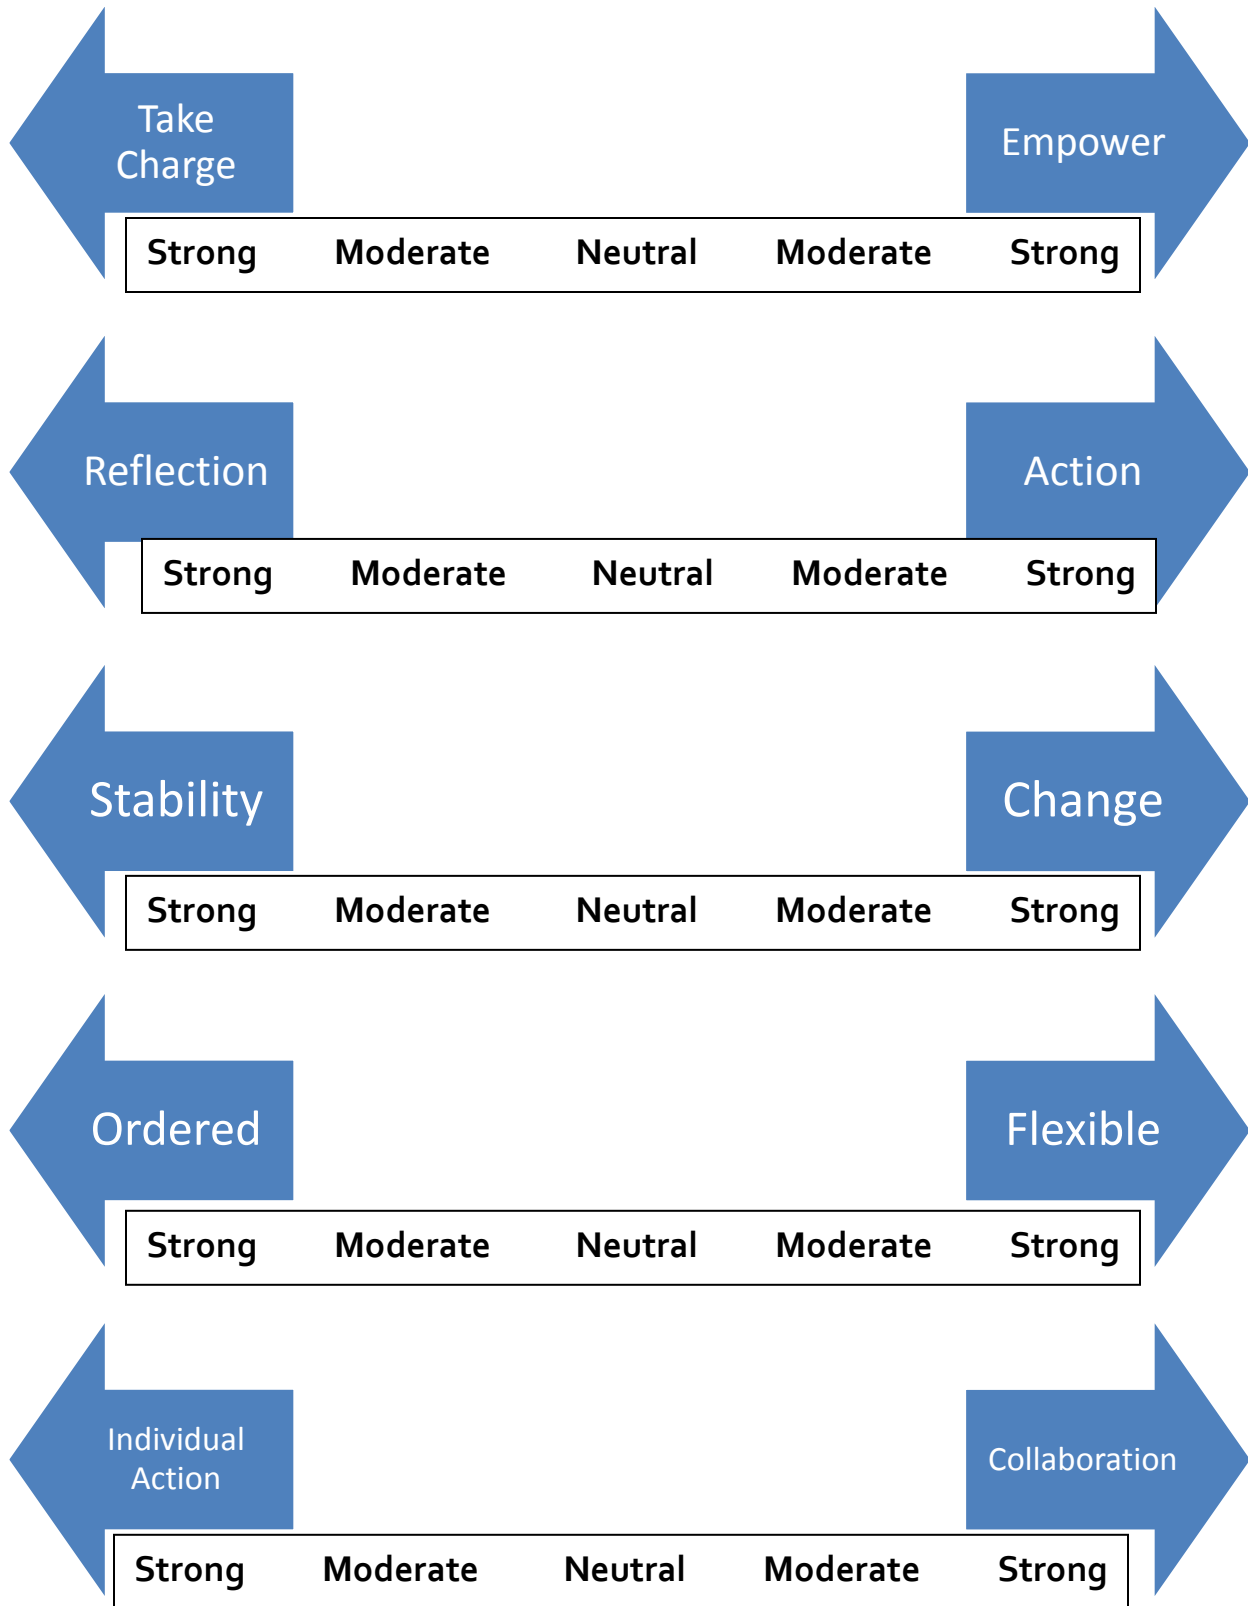 Take
Charge
Empower
Strong Moderate Neutral Moderate Strong
Reflection
Action
Strong Moderate Neutral Moderate Strong
Stability
Change
Strong Moderate Neutral Moderate Strong
Ordered
Flexible
Strong Moderate Neutral Moderate Strong
Individual
Action
Collaboration
Strong Moderate Neutral Moderate Strong